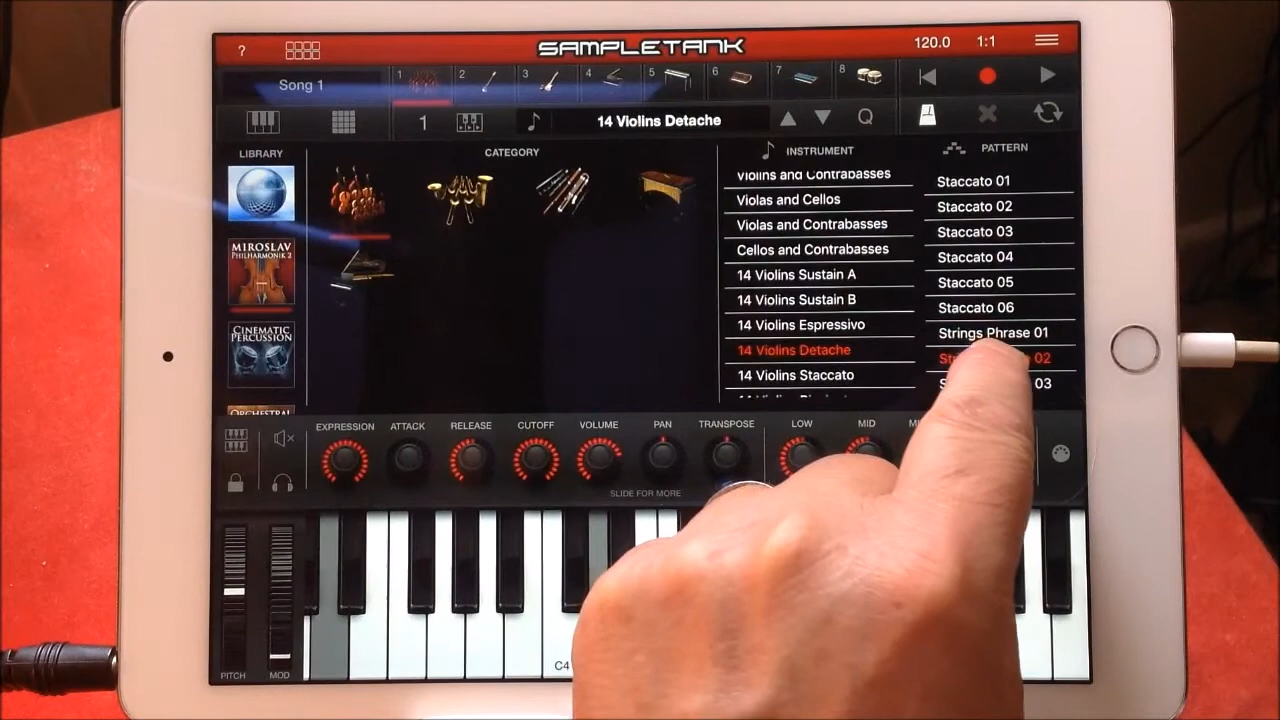 ? SAMPLETANK 120.0 1:1
Song 1 1 2 3 4 5 6 7 8
1 14 Violins Detache Q
LIBRARY CATEGORY INSTRUMENT PATTERN
MIROSLAV
PHILHARMONIK 2
CINEMATIC
PERCUSSION
ORCHESTRAL
Violins and Contrabasses
Violas and Cellos
Violas and Contrabasses
Cellos and Contrabasses
14 Violins Sustain A
14 Violins Sustain B
14 Violins Espressivo
14 Violins Detache
14 Violins Staccato
Staccato 01
Staccato 02
Staccato 03
Staccato 04
Staccato 05
Staccato 06
Strings Phrase 01
02
03
EXPRESSION ATTACK RELEASE CUTOFF VOLUME PAN TRANSPOSE LOW MID
SLIDE FOR MORE
C4
PITCH MOD